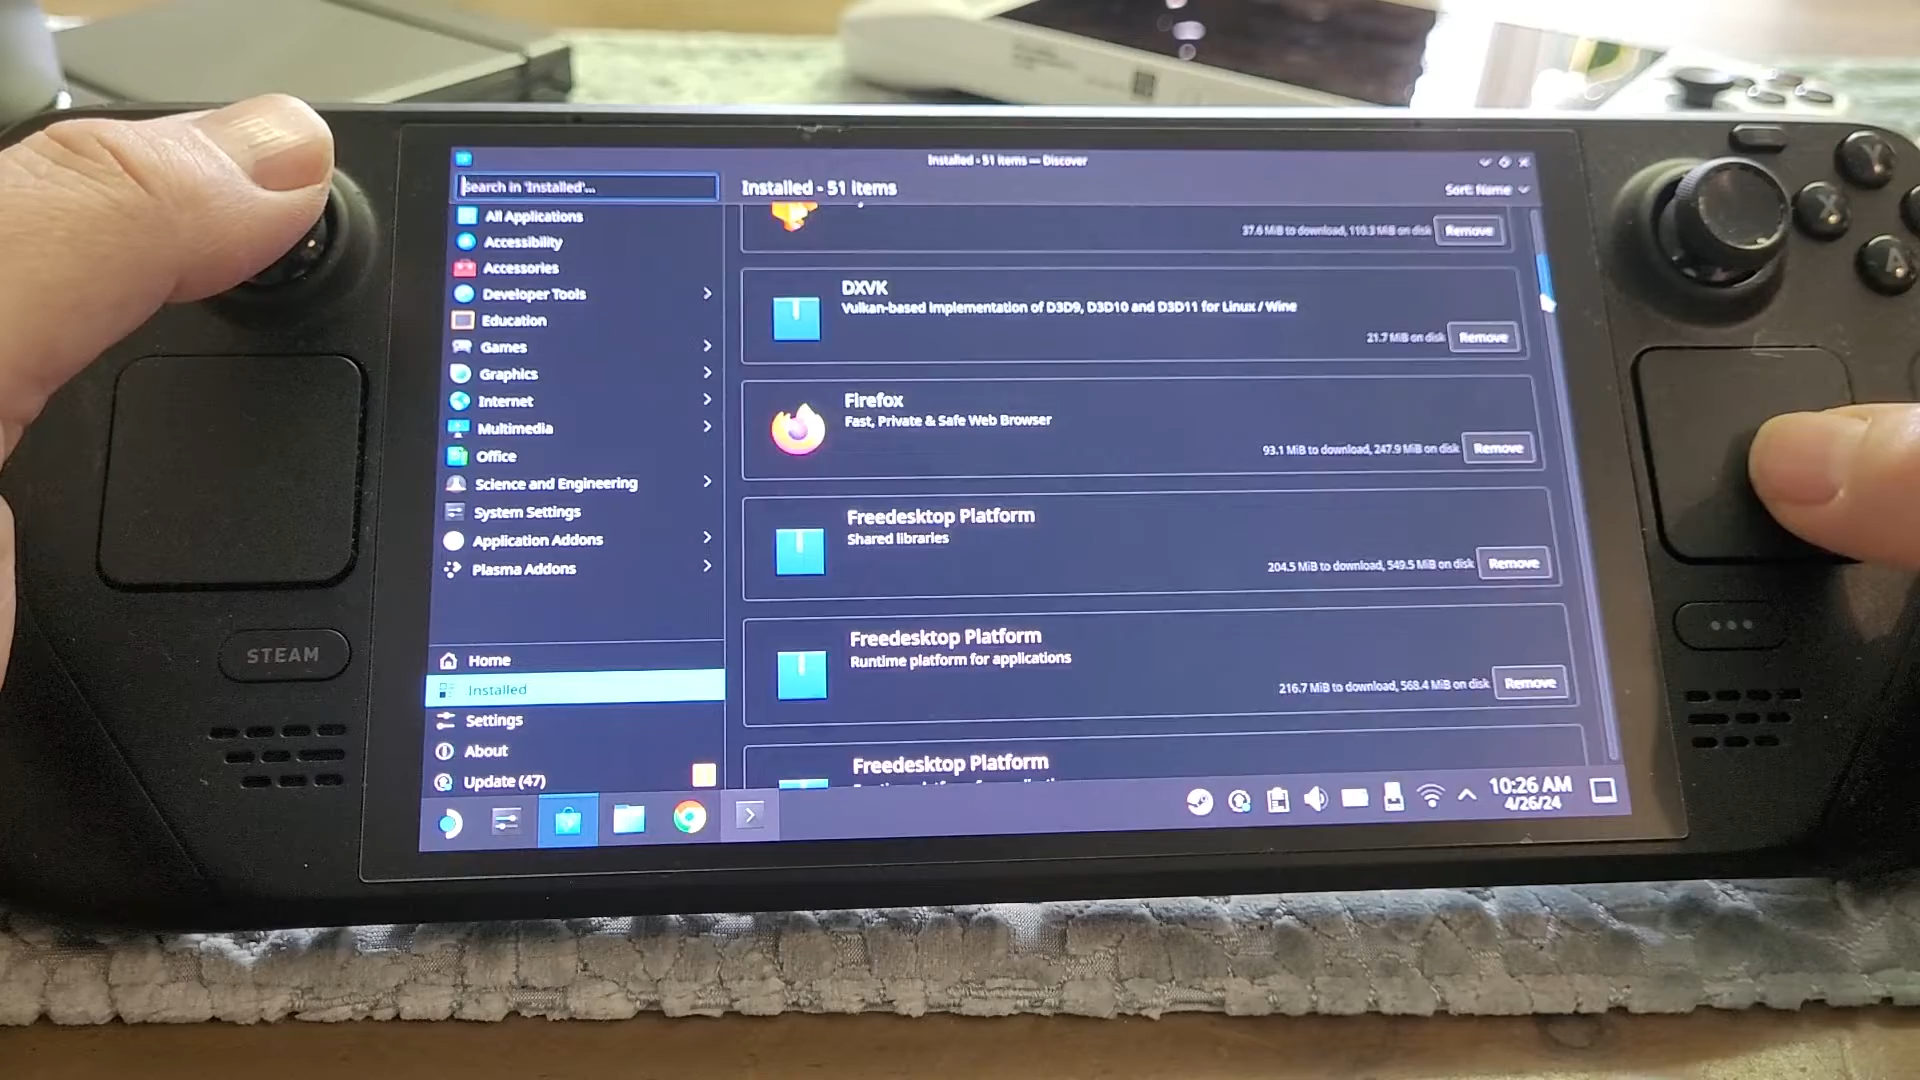 Installed - 51 items — Discover
Search in 'Installed'...
Installed - 51 items
Sort: Name
All Applications
Accessibility
Accessories
Developer Tools
Education
Games
Graphics
Internet
Multimedia
Office
Science and Engineering
System Settings
Application Addons
Plasma Addons
Home
Installed
Settings
About
Update (47)
37.6 MiB to download, 110.3 MiB on disk
Remove
DXVK
Vulkan-based implementation of D3D9, D3D10 and D3D11 for Linux / Wine
21.7 MiB on disk
Remove
Firefox
Fast, Private & Safe Web Browser
93.1 MiB to download, 247.9 MiB on disk
Remove
Freedesktop Platform
Shared libraries
204.5 MiB to download, 549.5 MiB on disk
Remove
Freedesktop Platform
Runtime platform for applications
216.7 MiB to download, 568.4 MiB on disk
Remove
Freedesktop Platform
10:26 AM
4/26/24
STEAM
Y
X
A